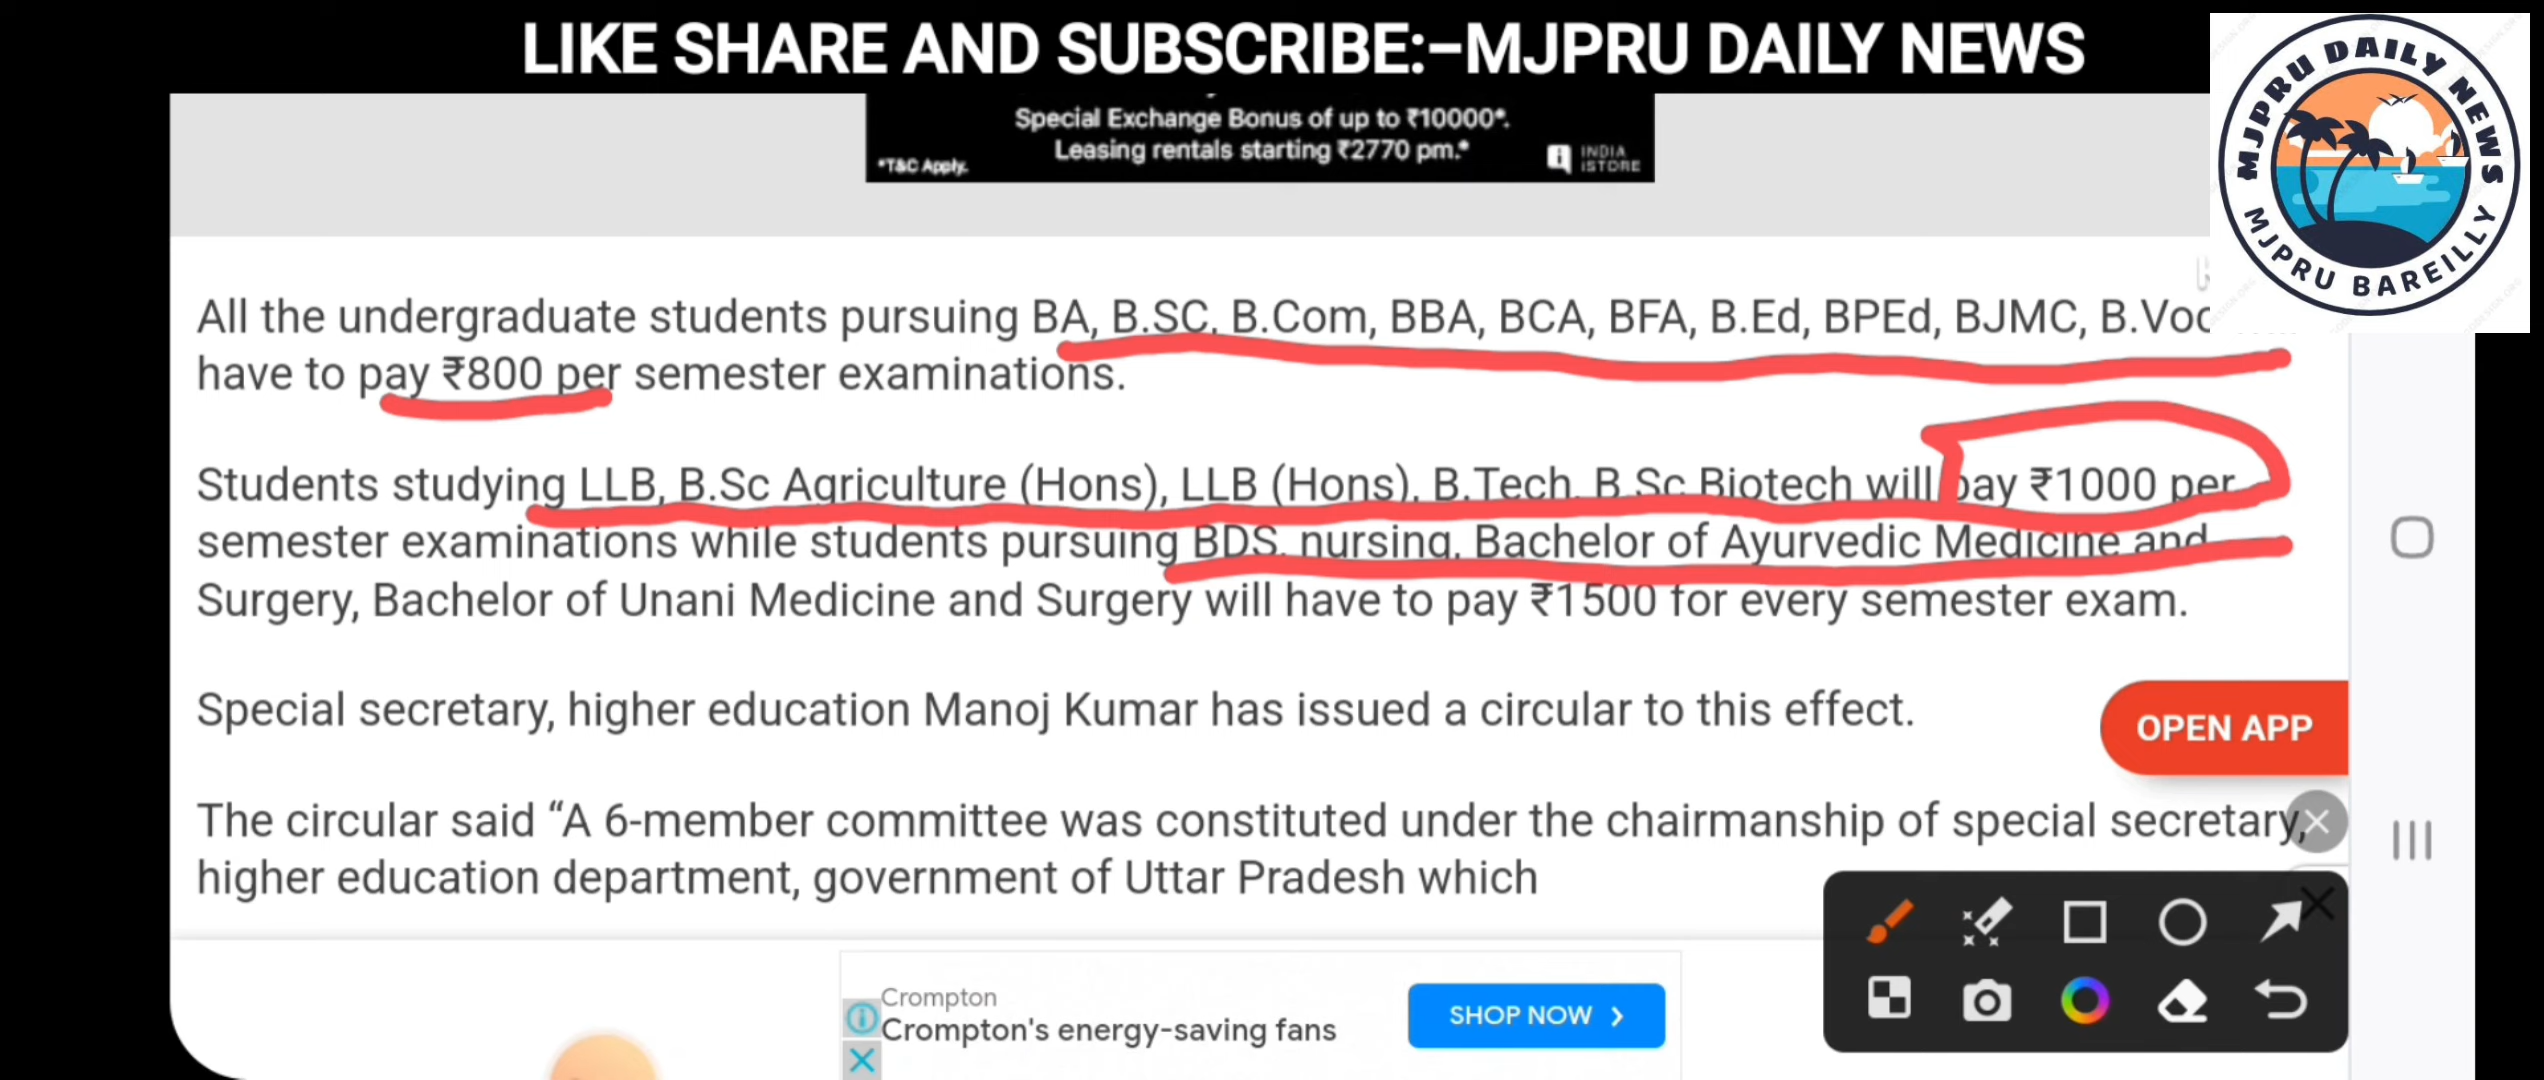 LIKE SHARE AND SUBSCRIBE:–MJPRU DAILY NEWS
MJPRU DAILY NEWS
MJPRU BAREILLY
Special Exchange Bonus of up to ₹10000*.
Leasing rentals starting ₹2770 pm.*
*T&C Apply.
INDIA
iSTORE
All the undergraduate students pursuing BA, B.SC, B.Com, BBA, BCA, BFA, B.Ed, BPEd, BJMC, B.Voc
have to pay ₹800 per semester examinations.
Students studying LLB, B.Sc Agriculture (Hons), LLB (Hons), B.Tech, B.Sc Biotech will pay ₹1000 per
semester examinations while students pursuing BDS, nursing, Bachelor of Ayurvedic Medicine and
Surgery, Bachelor of Unani Medicine and Surgery will have to pay ₹1500 for every semester exam.
Special secretary, higher education Manoj Kumar has issued a circular to this effect.
OPEN APP
The circular said “A 6-member committee was constituted under the chairmanship of special secretary,
higher education department, government of Uttar Pradesh which
Crompton
Crompton's energy-saving fans
SHOP NOW